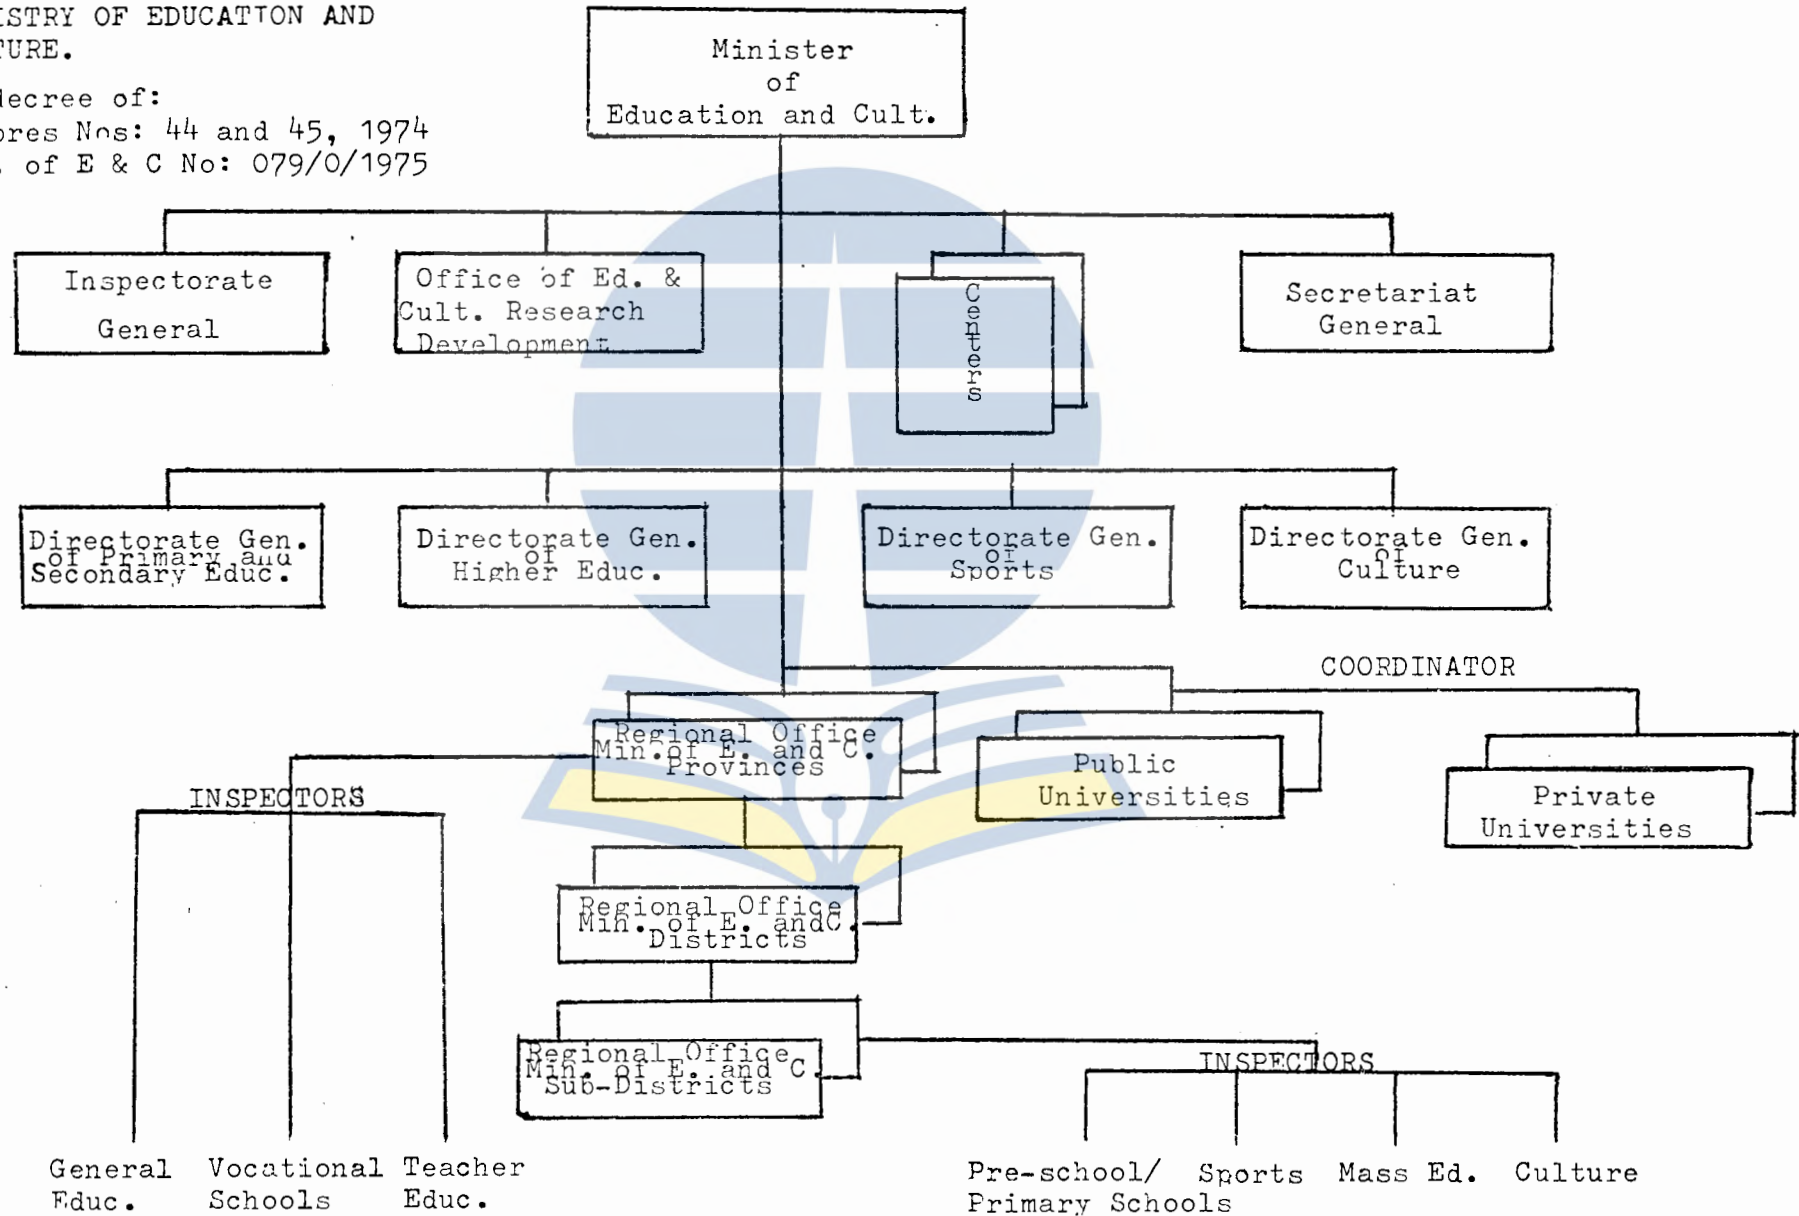 ISTRY OF EDUCATION AND
TURE.
decree of:
pres Nos: 44 and 45, 1974
. of E & C No: 079/0/1975
Minister
of
Education and Cult.
Inspectorate
General
Office of Ed. &
Cult. Research
Development
Centers
Secretariat
General
Directorate Gen.
of Primary and
Secondary Educ.
Directorate Gen.
of
Higher Educ.
Directorate Gen.
of
Sports
Directorate Gen.
of
Culture
COORDINATOR
Regional Office
Min. of E. and C.
Provinces
Public
Universities
Private
Universities
INSPECTORS
Regional Office
Min. of E. and C.
Districts
Regional Office
Min. of E. and C
Sub-Districts
INSPECTORS
General
Educ.
Vocational
Schools
Teacher
Educ.
Pre-school/
Primary Schools
Sports
Mass Ed.
Culture